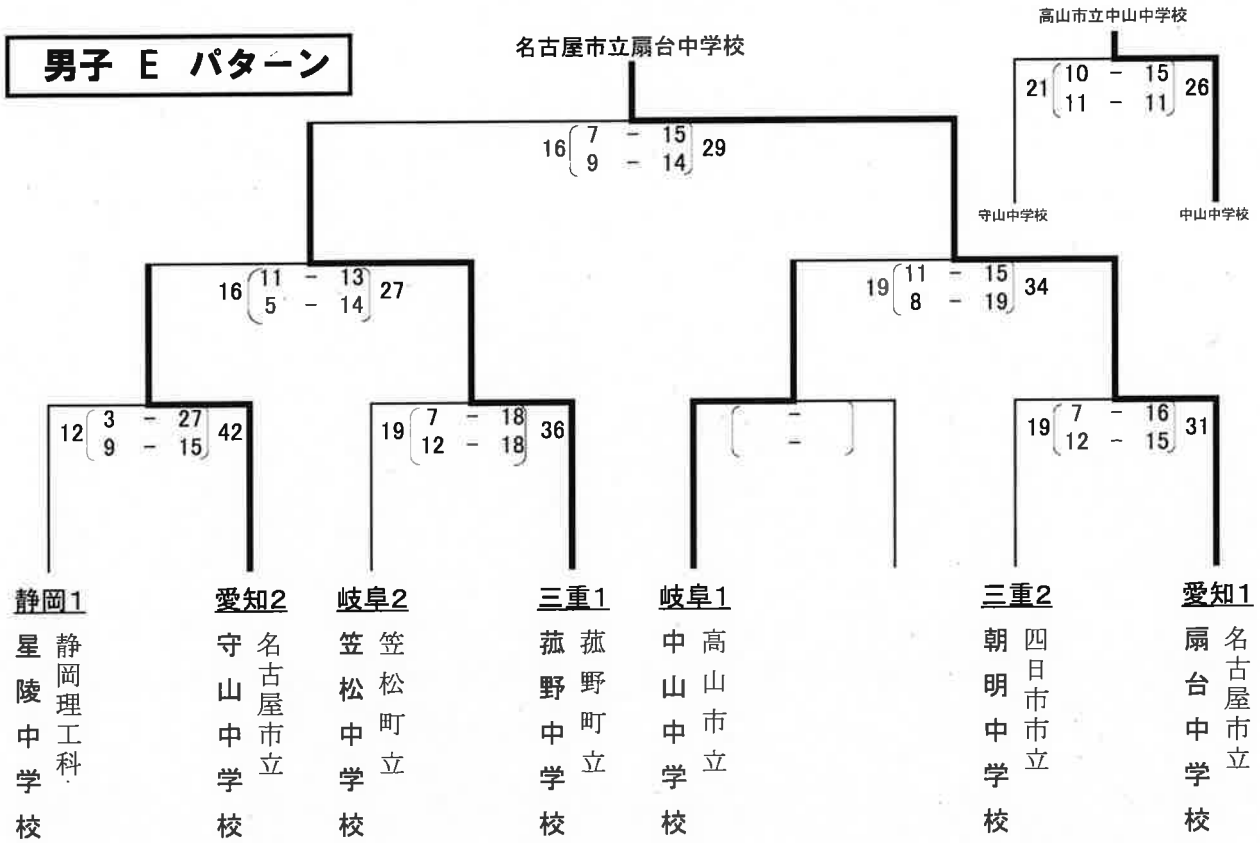 高山市立中山中学校
男子 E パターン
名古屋市立扇台中学校
21 10 - 15 26
11 - 11
16 7 - 15 29
9 - 14
守山中学校 中山中学校
16 11 - 13 27
5 - 14
19 11 - 15 34
8 - 19
12 3 - 27 42
9 - 15
19 7 - 18 36
12 - 18
-
-
19 7 - 16 31
12 - 15
静岡1
静岡理工科
星陵中学校
愛知2
名古屋市立
守山中学校
岐阜2
笠松町立
笠松中学校
三重1
菰野町立
菰野中学校
岐阜1
高山市立
中山中学校
三重2
四日市市立
朝明中学校
愛知1
名古屋市立
扇台中学校